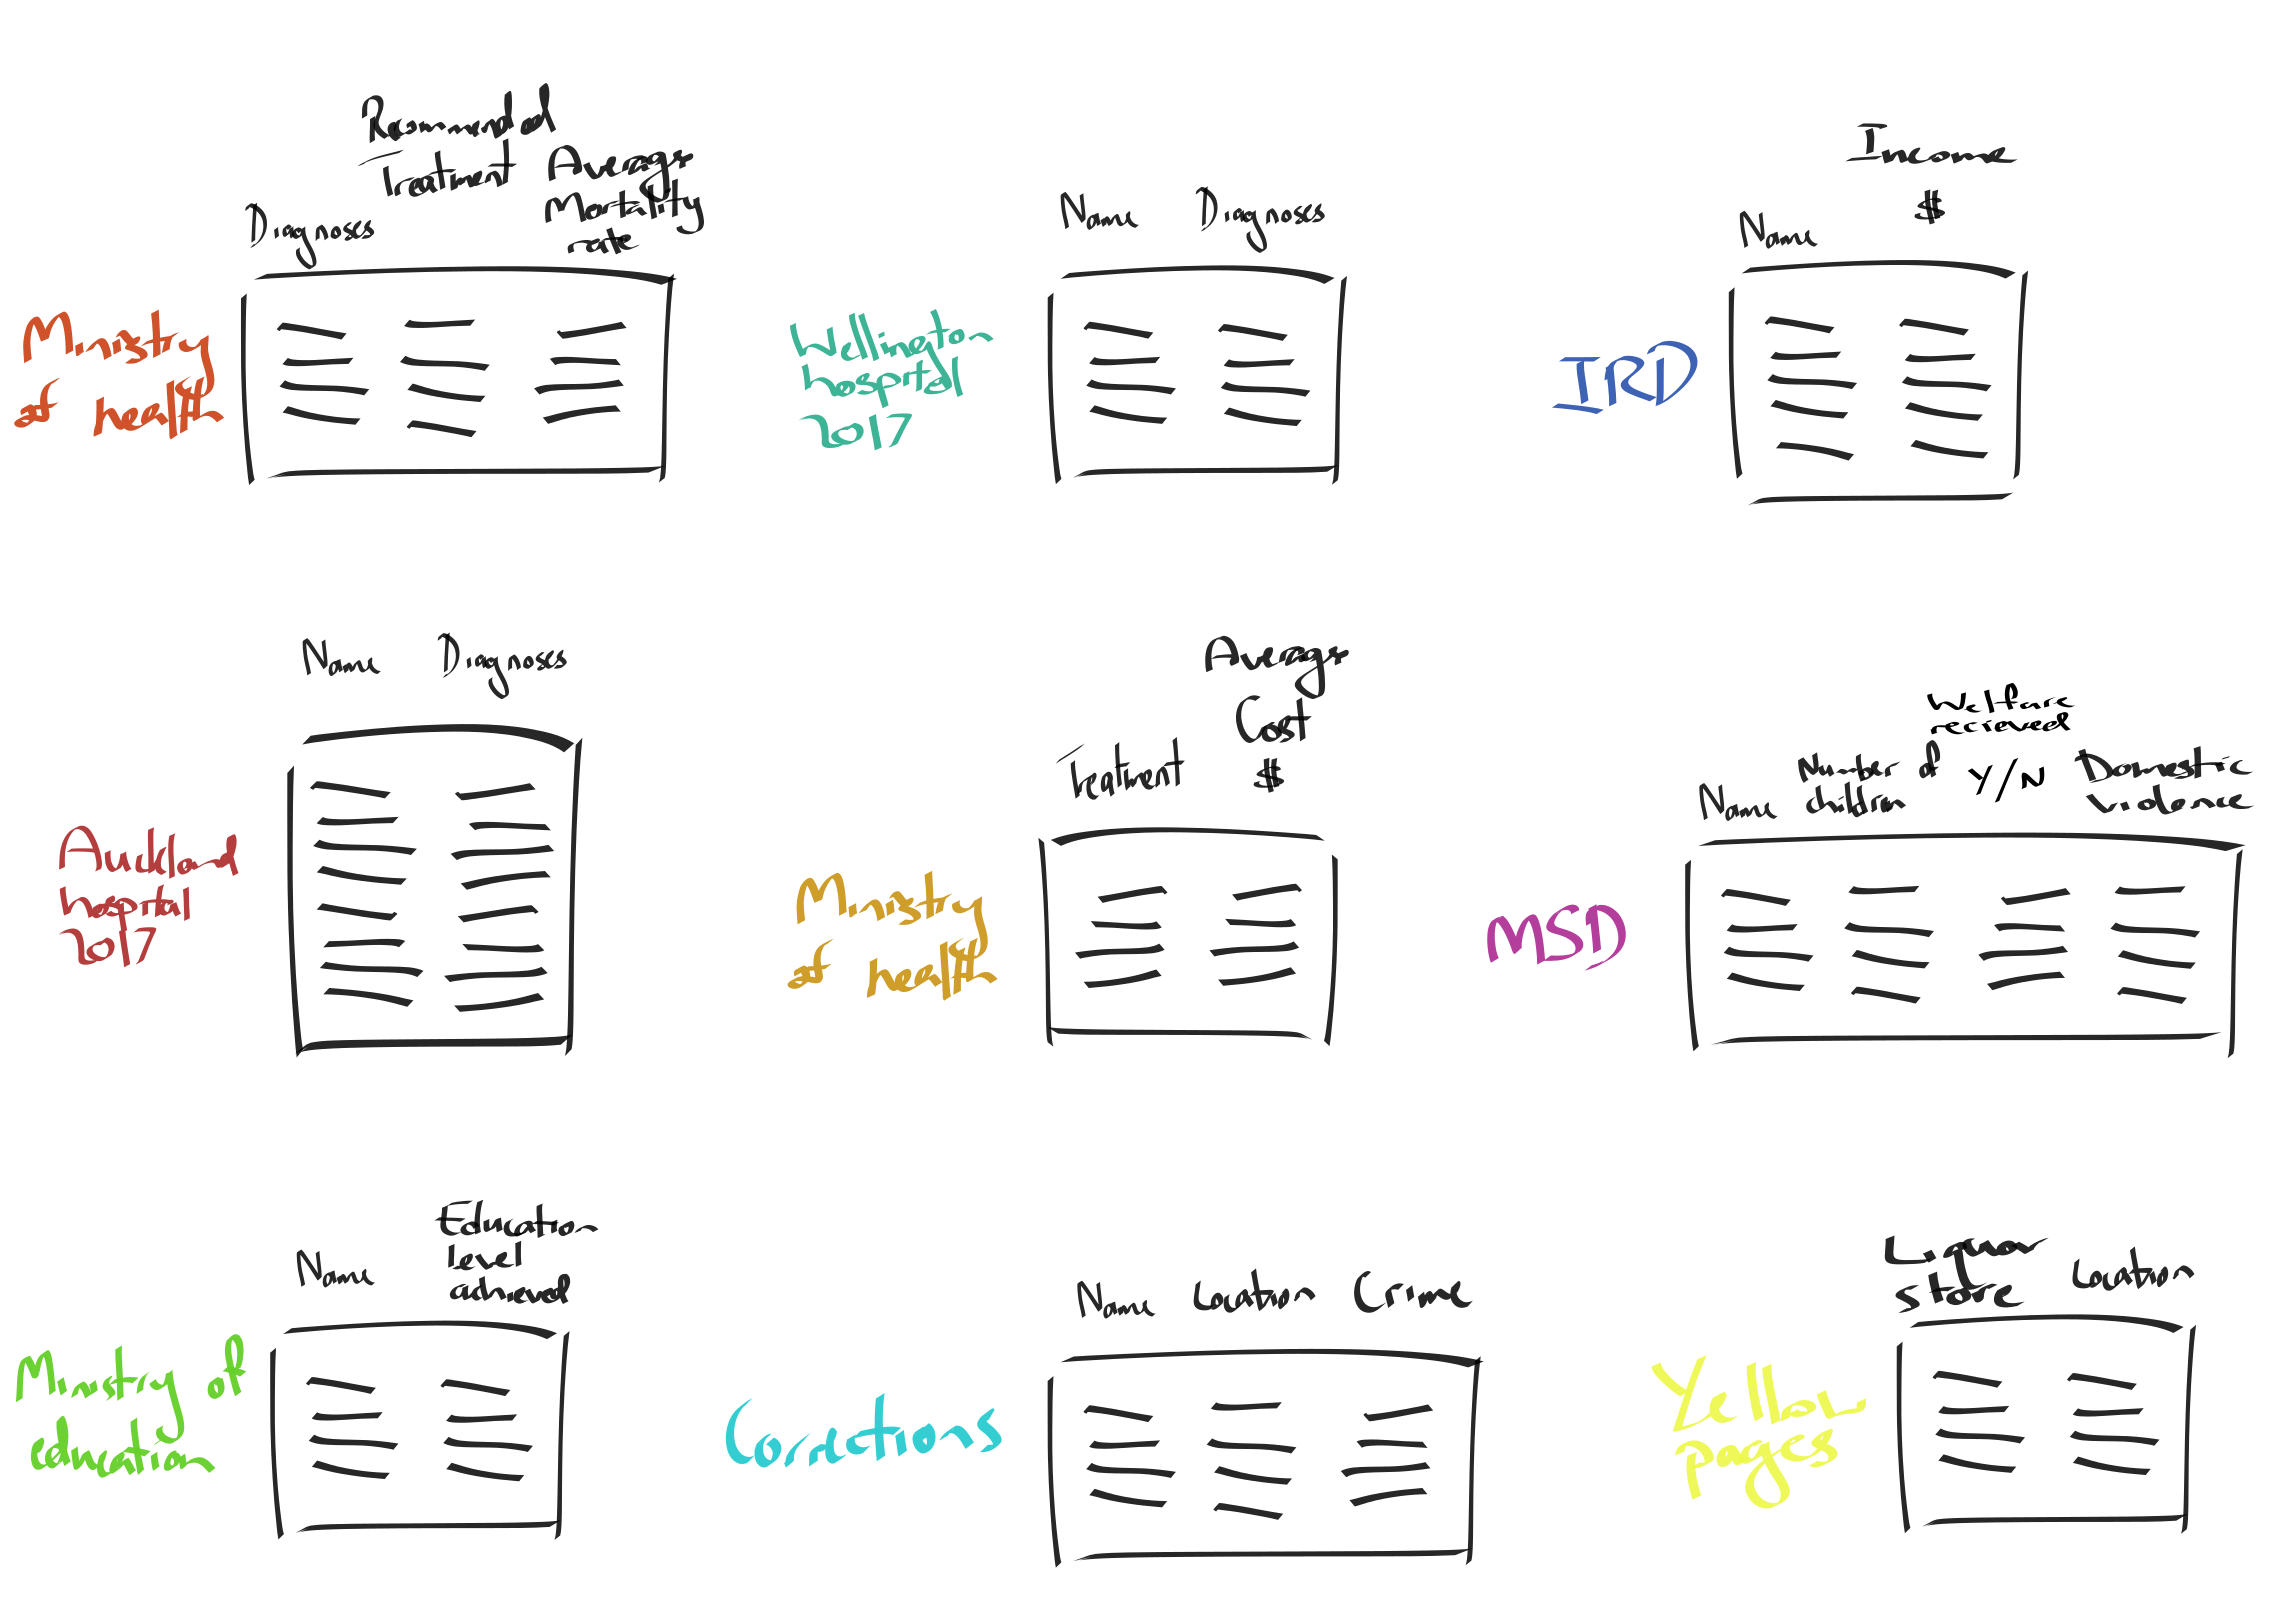 Recommended
Treatment
Average
Mortality
rate
Diagnoses
Ministry
of health
Name
Diagnoses
Wellington
hospital
2017
Income
$
Name
IRD
Name
Diagnoses
Auckland
hospital
2017
Average
Cost
$
Treatment
Ministry
of health
Welfare
recieved
Y/N
Number of
children
Name
Domestic
violence
MSD
Education
level
achieved
Name
Ministry of
education
Name Location Crime
Corrections
Liquor
store
Location
Yellow
pages